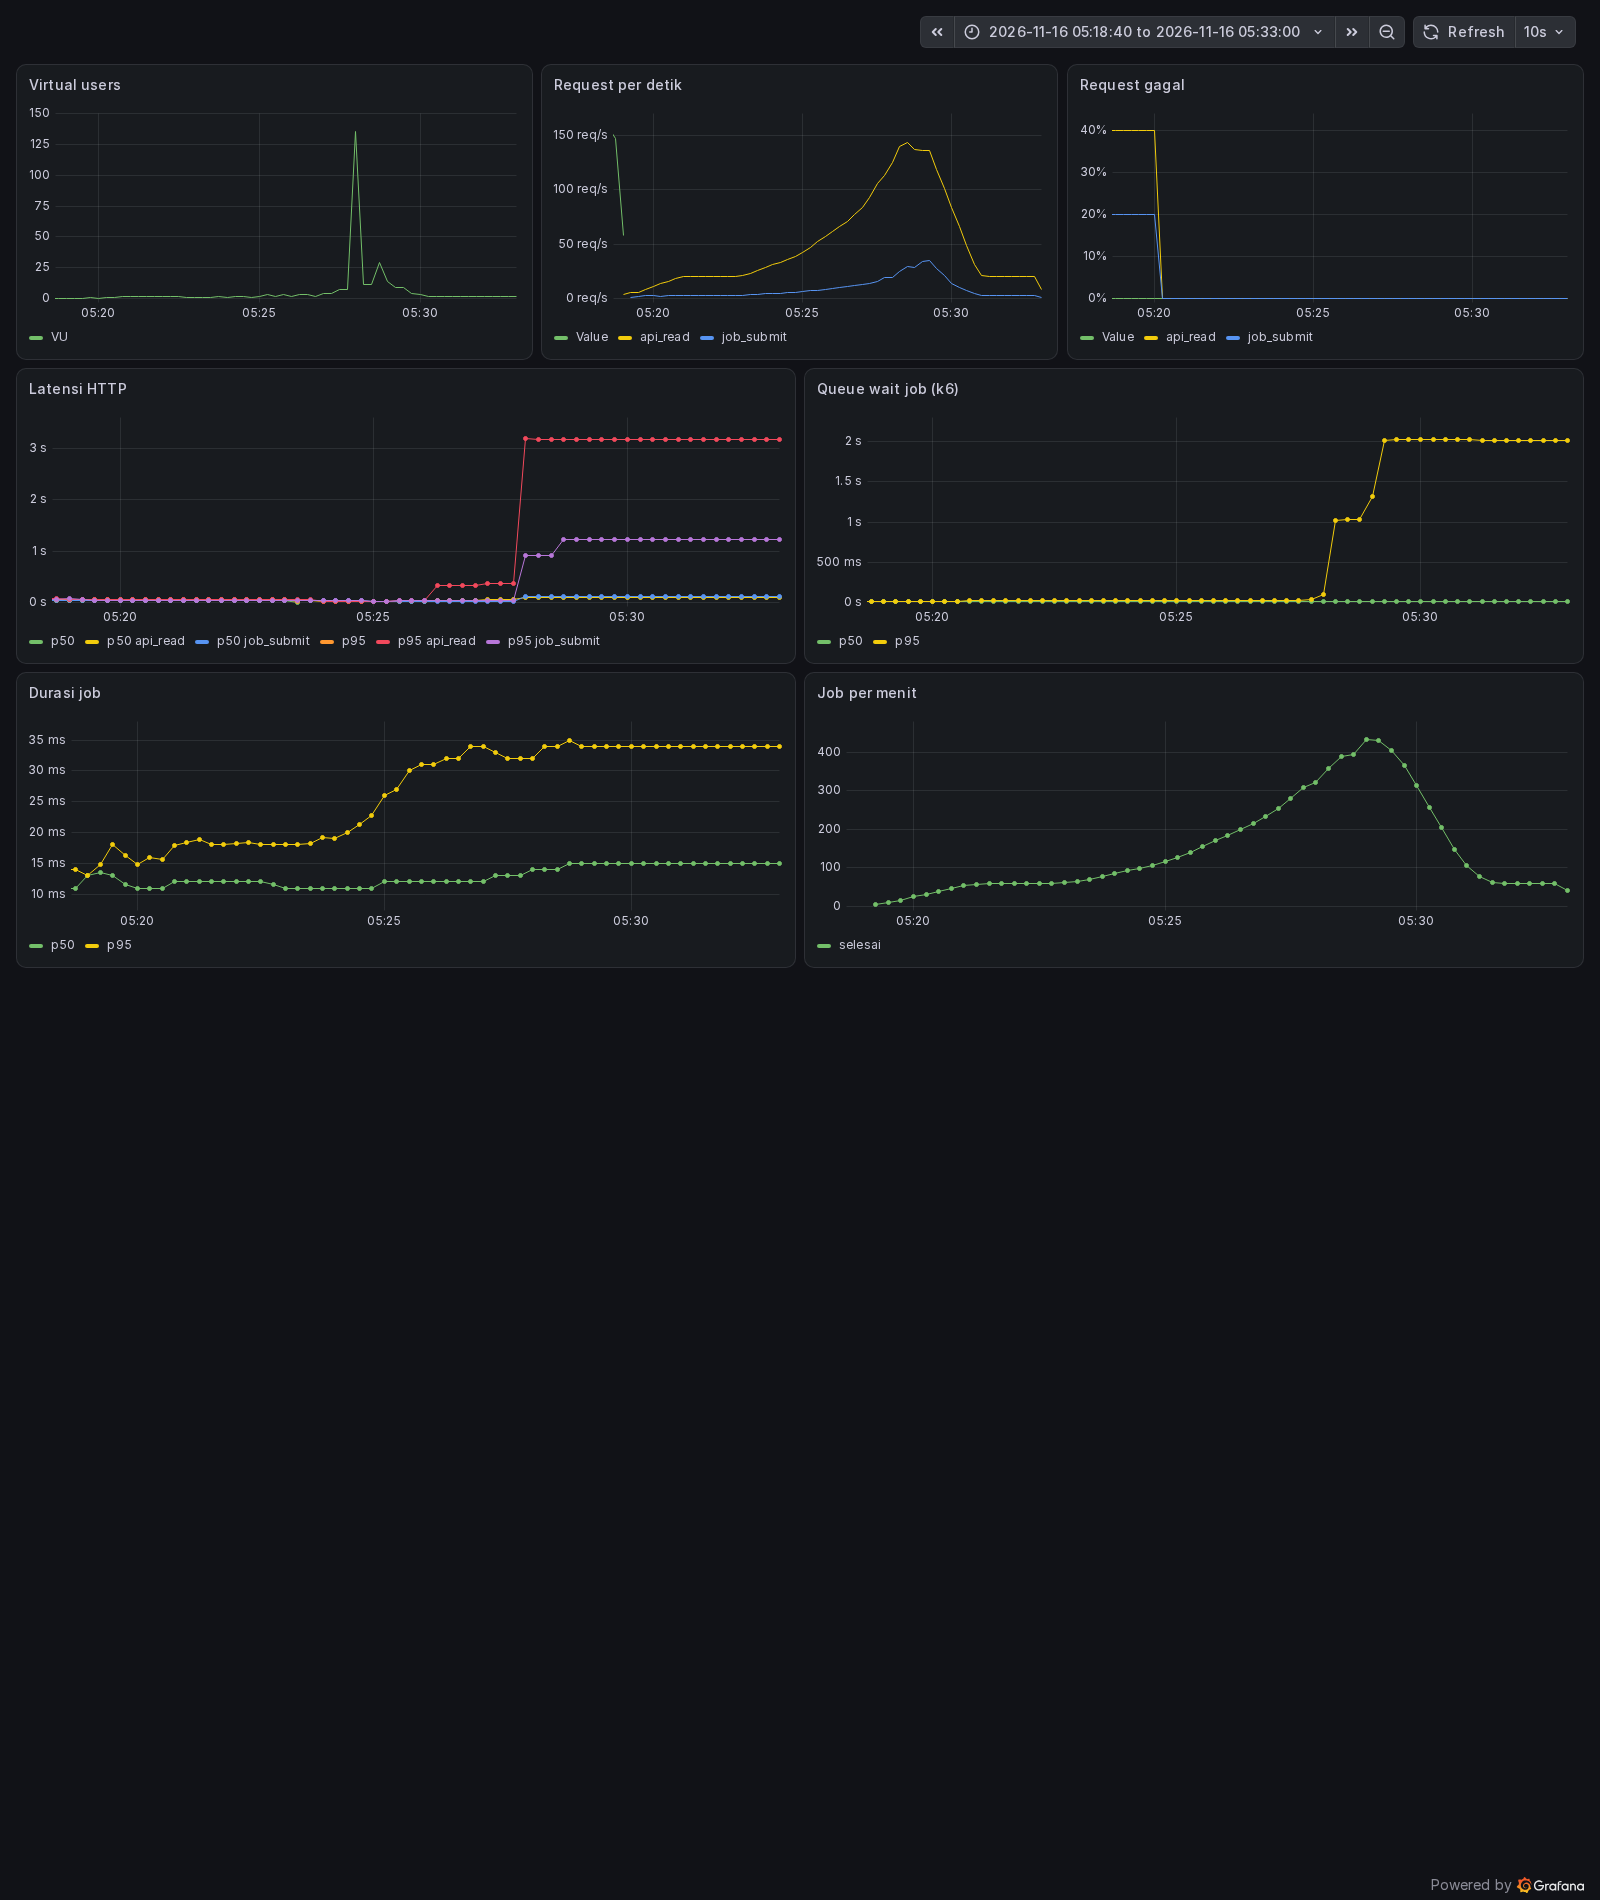 2026-11-16 05:18:40 to 2026-11-16 05:33:00
Refresh
10s
Virtual users
150
125
100
75
50
25
0
05:20 05:25 05:30
VU
Request per detik
150 req/s
100 req/s
50 req/s
0 req/s
05:20 05:25 05:30
Value api_read job_submit
Request gagal
40%
30%
20%
10%
0%
05:20 05:25 05:30
Value api_read job_submit
Latensi HTTP
3 s
2 s
1 s
0 s
05:20 05:25 05:30
p50 p50 api_read p50 job_submit p95 p95 api_read p95 job_submit
Queue wait job (k6)
2 s
1.5 s
1 s
500 ms
0 s
05:20 05:25 05:30
p50 p95
Durasi job
35 ms
30 ms
25 ms
20 ms
15 ms
10 ms
05:20 05:25 05:30
p50 p95
Job per menit
400
300
200
100
0
05:20 05:25 05:30
selesai
Powered by Grafana